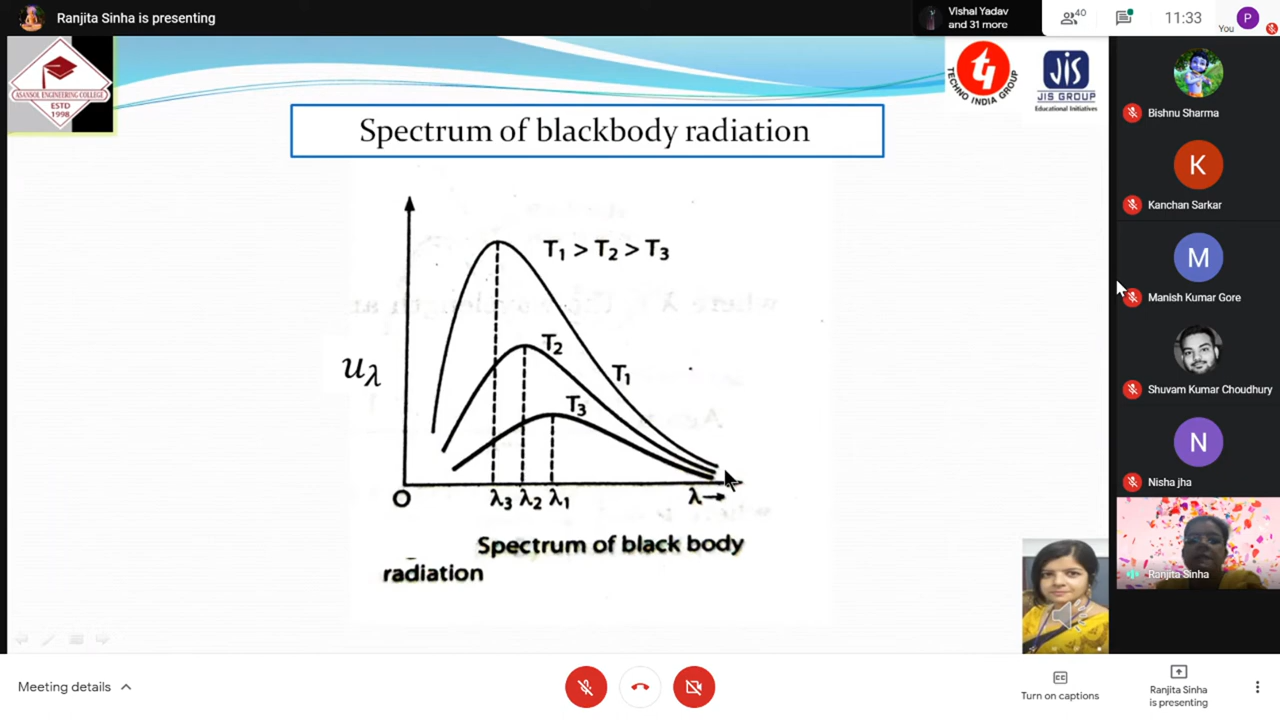 Ranjita Sinha is presenting
Vishal Yadav
and 31 more
40
11:33
You
P
ASANSOL ENGINEERING COLLEGE
ESTD
1998
TECHNO INDIA GROUP
JIS
JIS GROUP
Educational Initiatives
Spectrum of blackbody radiation
T₁ > T₂ > T₃
T₂
T₁
T₃
u_λ
O
λ₃ λ₂ λ₁ λ→
Spectrum of black body
radiation
Bishnu Sharma
K
Kanchan Sarkar
M
Manish Kumar Gore
Shuvam Kumar Choudhury
N
Nisha jha
Ranjita Sinha
Meeting details
CC
Turn on captions
Ranjita Sinha
is presenting